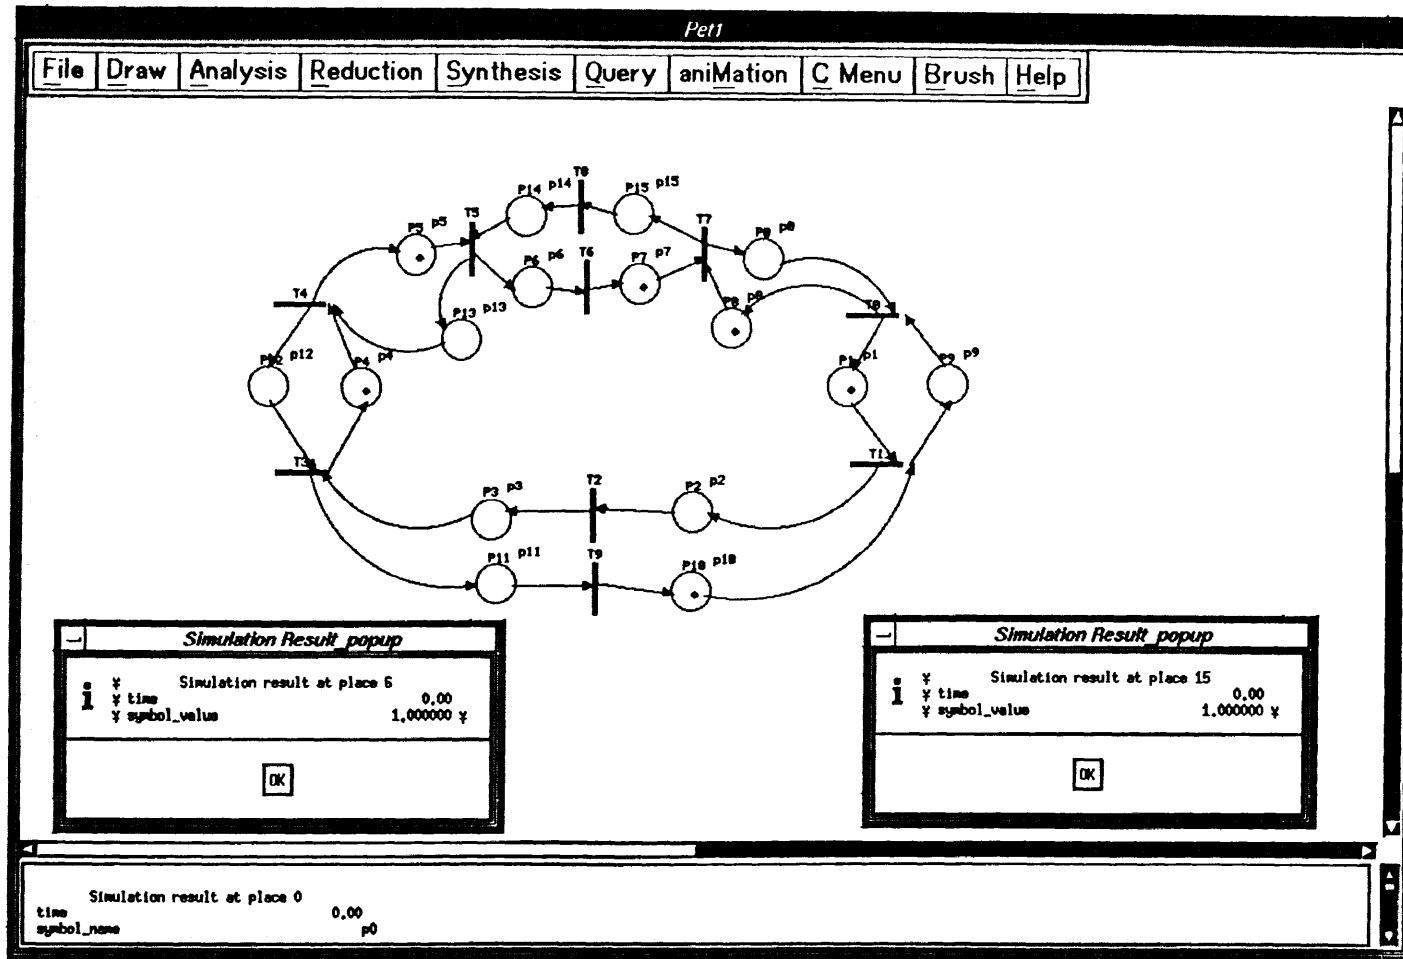 Pet1
File Draw Analysis Reduction Synthesis Query aniMation C Menu Brush Help
T8
P14 p14 P15 p15
T5 T7
P5 p5 P0 p0
T6
P6 p6 P7 p7
T4 P8 p8 T0
P13 p13
p12 P4 p4 P1 p1 P9 p9
T3 T1
P3 p3 T2 P2 p2
P11 p11 T9 P10 p10
Simulation Result_popup
i ¥ Simulation result at place 6
¥ time 0.00
¥ symbol_value 1.000000 ¥
OK
Simulation Result_popup
i ¥ Simulation result at place 15
¥ time 0.00
¥ symbol_value 1.000000 ¥
OK
Simulation result at place 0
time 0.00
symbol_name p0